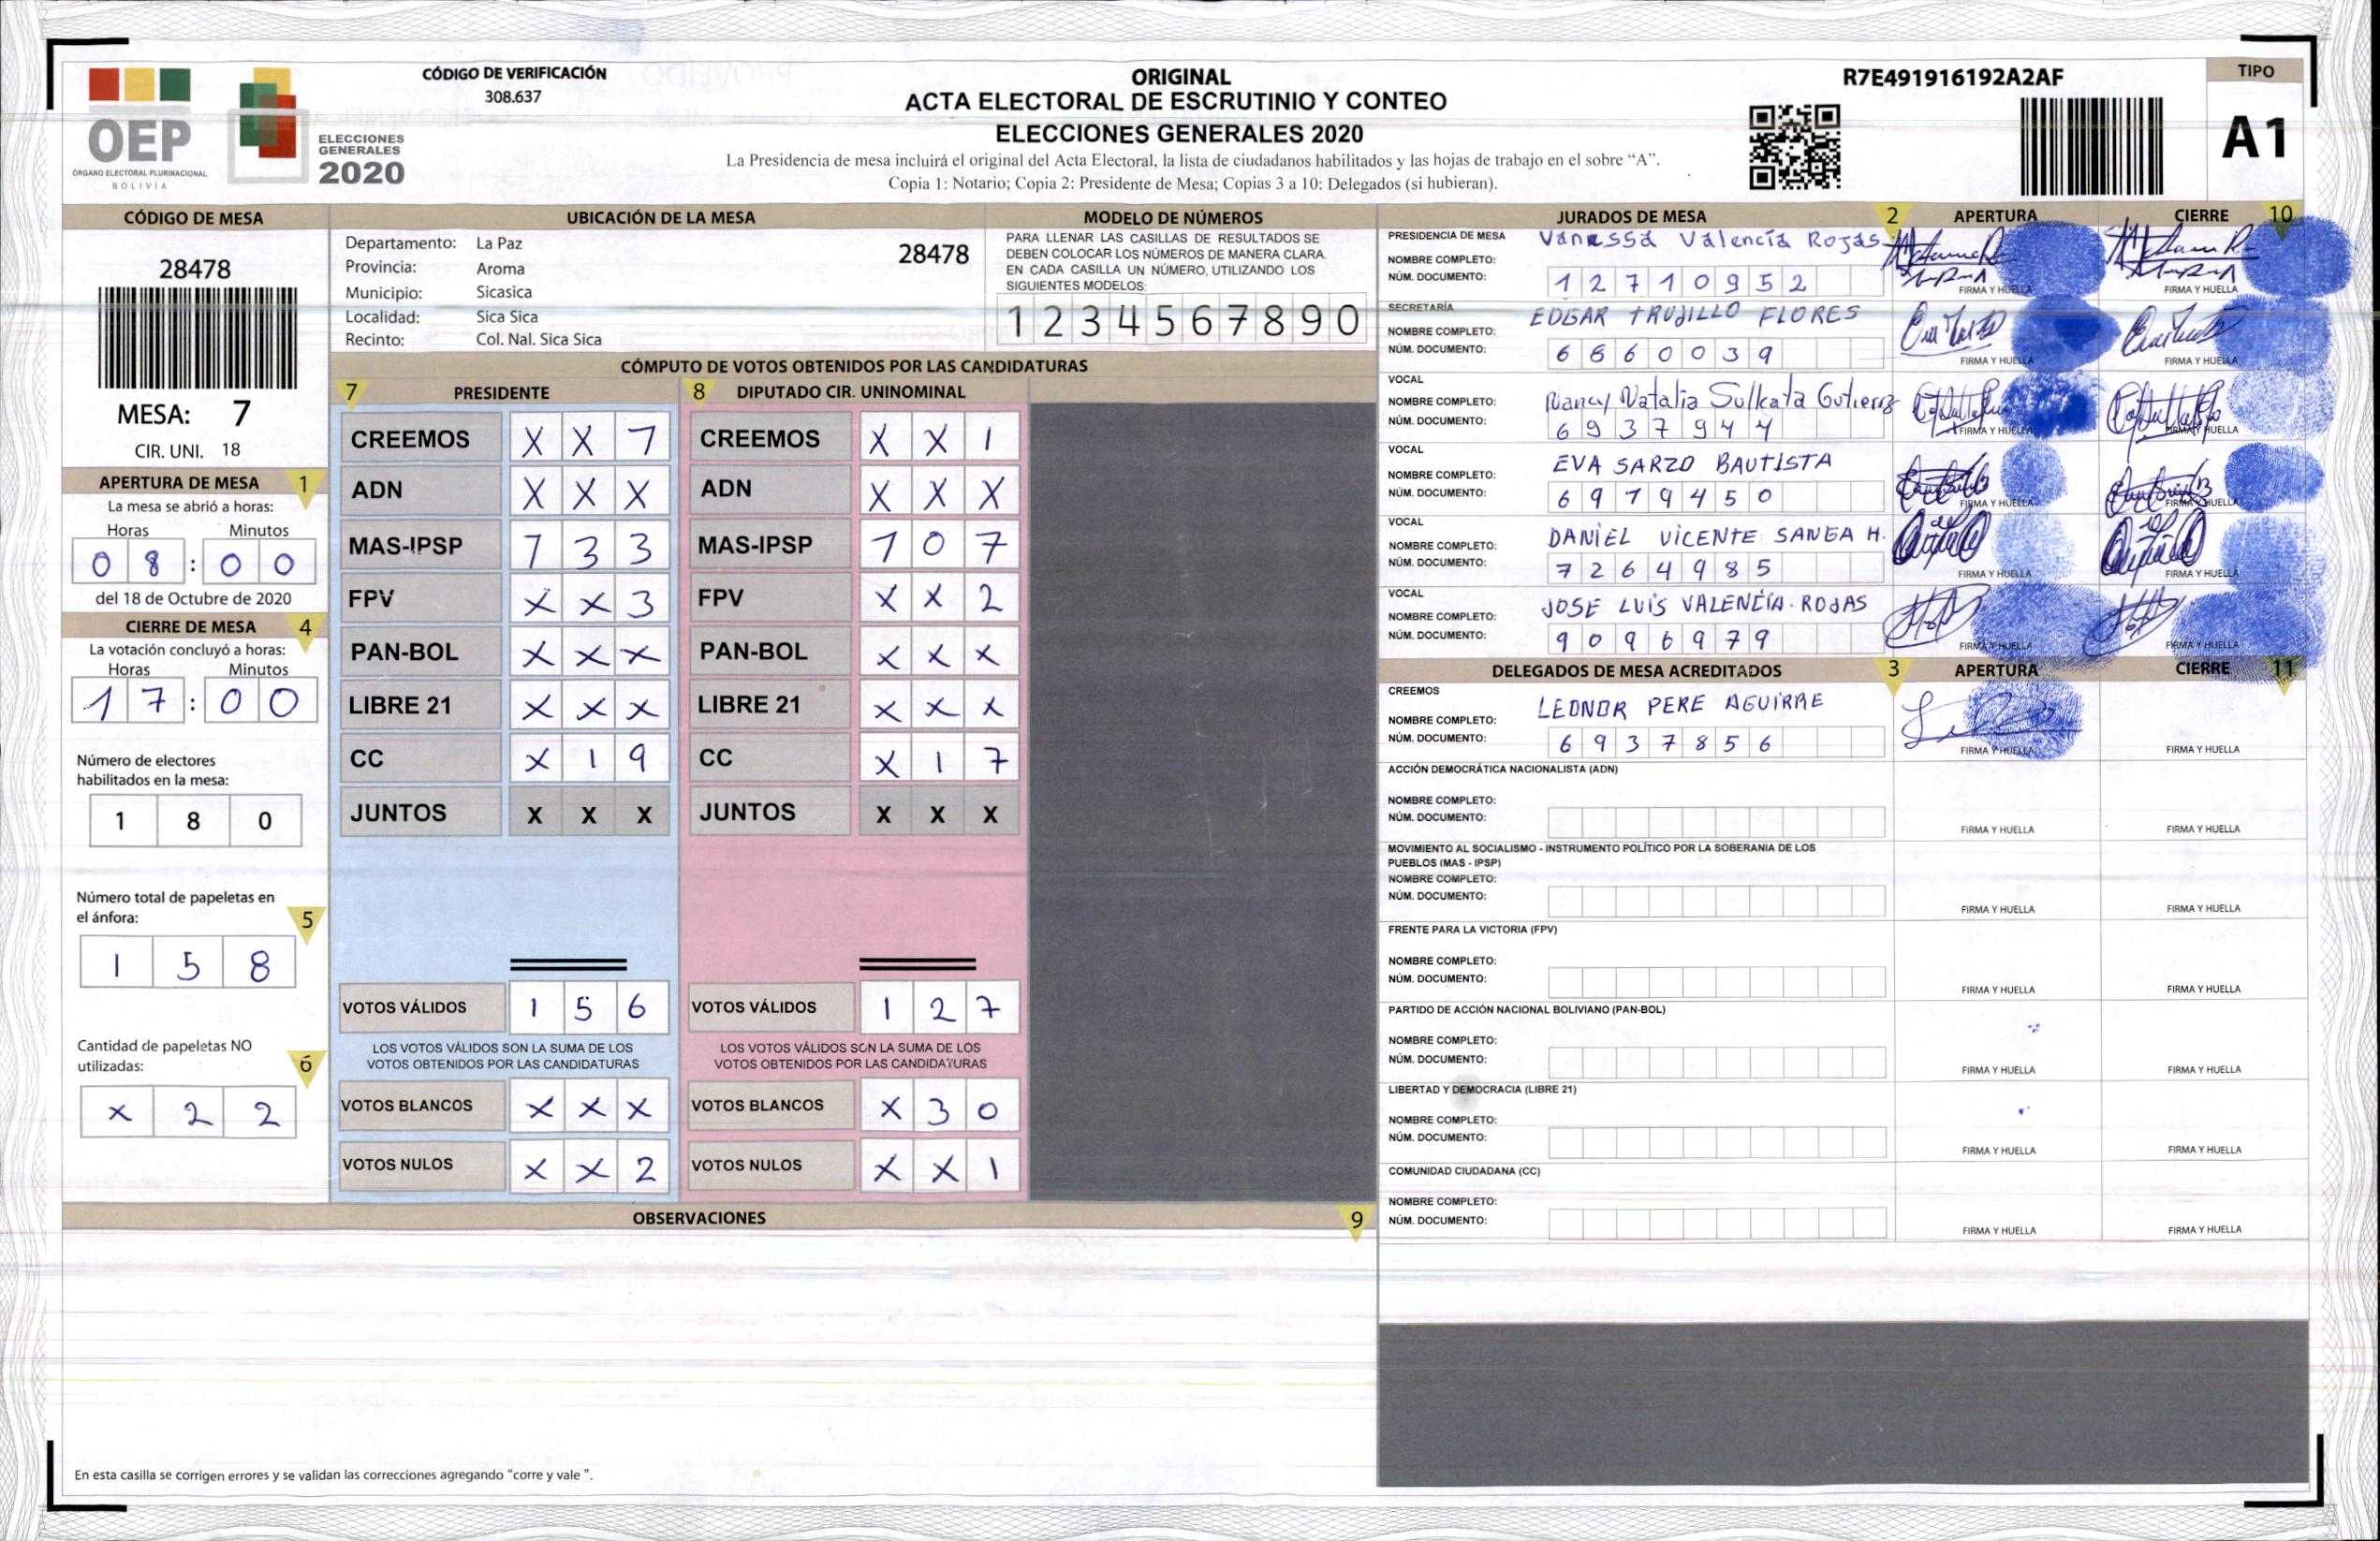 CÓDIGO DE VERIFICACIÓN
308.637
OEP
ÓRGANO ELECTORAL PLURINACIONAL
BOLIVIA
ELECCIONES
GENERALES
2020
ORIGINAL
ACTA ELECTORAL DE ESCRUTINIO Y CONTEO
ELECCIONES GENERALES 2020
La Presidencia de mesa incluirá el original del Acta Electoral, la lista de ciudadanos habilitados y las hojas de trabajo en el sobre “A”.
Copia 1: Notario; Copia 2: Presidente de Mesa; Copias 3 a 10: Delegados (si hubieran).
R7E491916192A2AF
TIPO
A1
CÓDIGO DE MESA
28478
MESA: 7
CIR. UNI. 18
APERTURA DE MESA 1
La mesa se abrió a horas:
Horas Minutos
0 8 : 0 0
del 18 de Octubre de 2020
CIERRE DE MESA 4
La votación concluyó a horas:
Horas Minutos
1 7 : 0 0
Número de electores
habilitados en la mesa:
1 8 0
Número total de papeletas en
el ánfora: 5
1 5 8
Cantidad de papeletas NO
utilizadas: 6
X 2 2
UBICACIÓN DE LA MESA
Departamento: La Paz
28478
Provincia: Aroma
Municipio: Sicasica
Localidad: Sica Sica
Recinto: Col. Nal. Sica Sica
MODELO DE NÚMEROS
PARA LLENAR LAS CASILLAS DE RESULTADOS SE
DEBEN COLOCAR LOS NÚMEROS DE MANERA CLARA.
EN CADA CASILLA UN NÚMERO, UTILIZANDO LOS
SIGUIENTES MODELOS:
1 2 3 4 5 6 7 8 9 0
CÓMPUTO DE VOTOS OBTENIDOS POR LAS CANDIDATURAS
7 PRESIDENTE
CREEMOS X X 7
ADN X X X
MAS-IPSP 1 3 3
FPV X X 3
PAN-BOL X X X
LIBRE 21 X X X
CC X 1 9
JUNTOS X X X
VOTOS VÁLIDOS 1 5 6
LOS VOTOS VÁLIDOS SON LA SUMA DE LOS
VOTOS OBTENIDOS POR LAS CANDIDATURAS
VOTOS BLANCOS X X X
VOTOS NULOS X X 2
8 DIPUTADO CIR. UNINOMINAL
CREEMOS X X 1
ADN X X X
MAS-IPSP 1 0 7
FPV X X 2
PAN-BOL X X X
LIBRE 21 X X X
CC X 1 7
JUNTOS X X X
VOTOS VÁLIDOS 1 2 7
LOS VOTOS VÁLIDOS SON LA SUMA DE LOS
VOTOS OBTENIDOS POR LAS CANDIDATURAS
VOTOS BLANCOS X 3 0
VOTOS NULOS X X 1
OBSERVACIONES 9
En esta casilla se corrigen errores y se validan las correcciones agregando “corre y vale ”.
JURADOS DE MESA 2 APERTURA CIERRE 10
PRESIDENCIA DE MESA
NOMBRE COMPLETO: Vanessa Valencia Rojas
NÚM. DOCUMENTO: 1 2 7 1 0 9 5 2
FIRMA Y HUELLA FIRMA Y HUELLA
SECRETARÍA
NOMBRE COMPLETO: EDGAR TRUJILLO FLORES
NÚM. DOCUMENTO: 6 6 6 0 0 3 9
FIRMA Y HUELLA FIRMA Y HUELLA
VOCAL
NOMBRE COMPLETO: Nancy Natalia Sullcata Gutierrez
NÚM. DOCUMENTO: 6 9 3 7 9 4 4
FIRMA Y HUELLA FIRMA Y HUELLA
VOCAL
NOMBRE COMPLETO: EVA SARZO BAUTISTA
NÚM. DOCUMENTO: 6 9 7 9 4 5 0
FIRMA Y HUELLA FIRMA Y HUELLA
VOCAL
NOMBRE COMPLETO: DANIEL VICENTE SANGA H.
NÚM. DOCUMENTO: 7 2 6 4 9 8 5
FIRMA Y HUELLA FIRMA Y HUELLA
VOCAL
NOMBRE COMPLETO: JOSE LUIS VALENCIA ROJAS
NÚM. DOCUMENTO: 9 0 9 6 9 7 9
FIRMA Y HUELLA FIRMA Y HUELLA
DELEGADOS DE MESA ACREDITADOS 3 APERTURA CIERRE 11
CREEMOS
NOMBRE COMPLETO: LEONOR PERE AGUIRRE
NÚM. DOCUMENTO: 6 9 3 7 8 5 6
FIRMA Y HUELLA FIRMA Y HUELLA
ACCIÓN DEMOCRÁTICA NACIONALISTA (ADN)
NOMBRE COMPLETO:
NÚM. DOCUMENTO:
FIRMA Y HUELLA FIRMA Y HUELLA
MOVIMIENTO AL SOCIALISMO - INSTRUMENTO POLÍTICO POR LA SOBERANIA DE LOS
PUEBLOS (MAS - IPSP)
NOMBRE COMPLETO:
NÚM. DOCUMENTO:
FIRMA Y HUELLA FIRMA Y HUELLA
FRENTE PARA LA VICTORIA (FPV)
NOMBRE COMPLETO:
NÚM. DOCUMENTO:
FIRMA Y HUELLA FIRMA Y HUELLA
PARTIDO DE ACCIÓN NACIONAL BOLIVIANO (PAN-BOL)
NOMBRE COMPLETO:
NÚM. DOCUMENTO:
FIRMA Y HUELLA FIRMA Y HUELLA
LIBERTAD Y DEMOCRACIA (LIBRE 21)
NOMBRE COMPLETO:
NÚM. DOCUMENTO:
FIRMA Y HUELLA FIRMA Y HUELLA
COMUNIDAD CIUDADANA (CC)
NOMBRE COMPLETO:
NÚM. DOCUMENTO:
FIRMA Y HUELLA FIRMA Y HUELLA